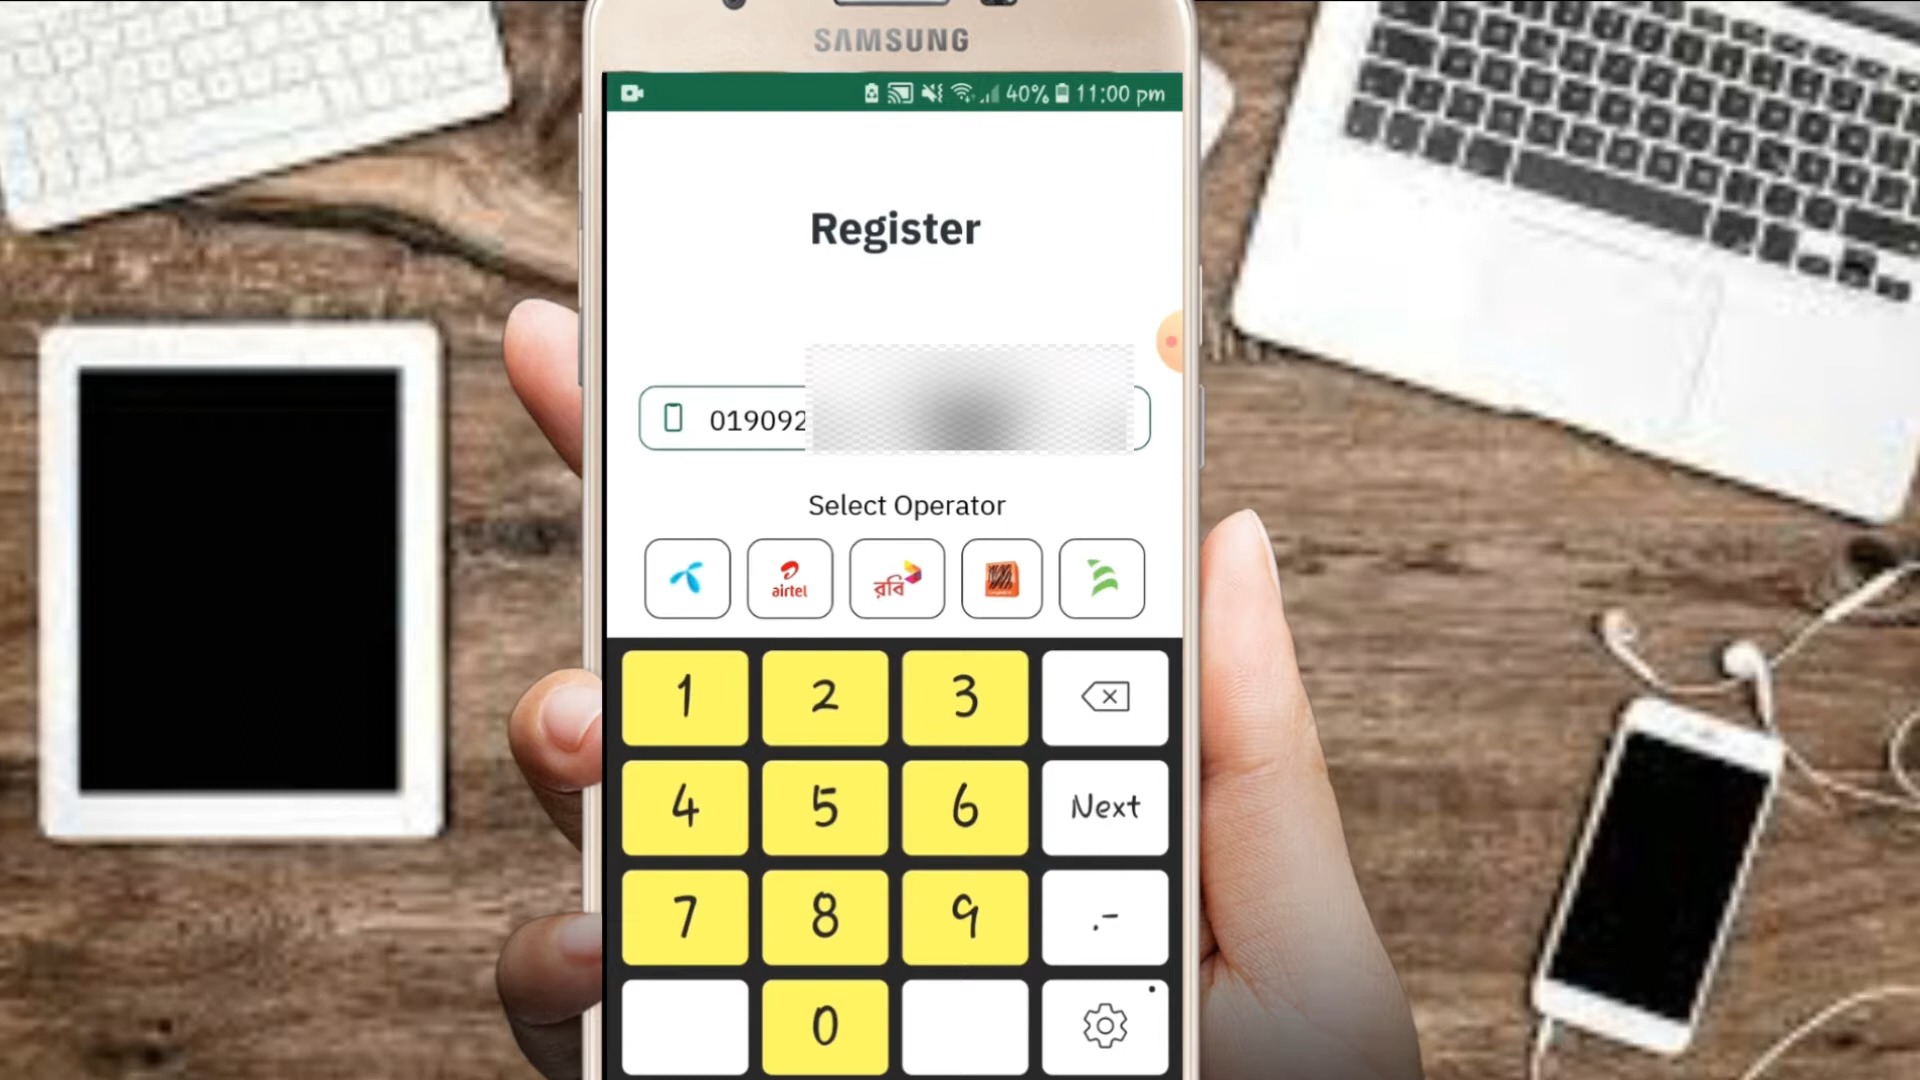 SAMSUNG
40% 11:00 pm
Register
019092
Select Operator
airtel
রবি
1 2 3
4 5 6 Next
7 8 9 .-
0